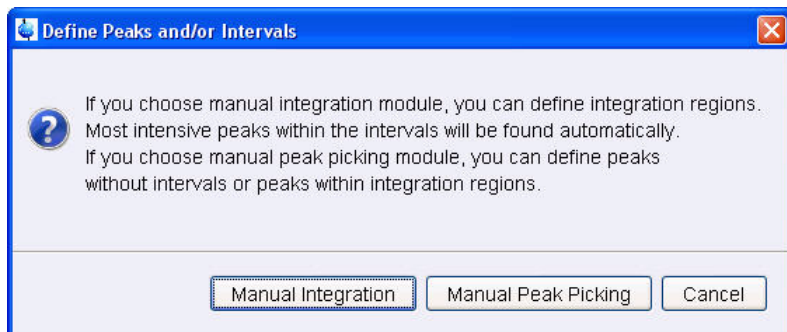 Define Peaks and/or Intervals
If you choose manual integration module, you can define integration regions.
Most intensive peaks within the intervals will be found automatically.
If you choose manual peak picking module, you can define peaks
without intervals or peaks within integration regions.
Manual Integration Manual Peak Picking Cancel